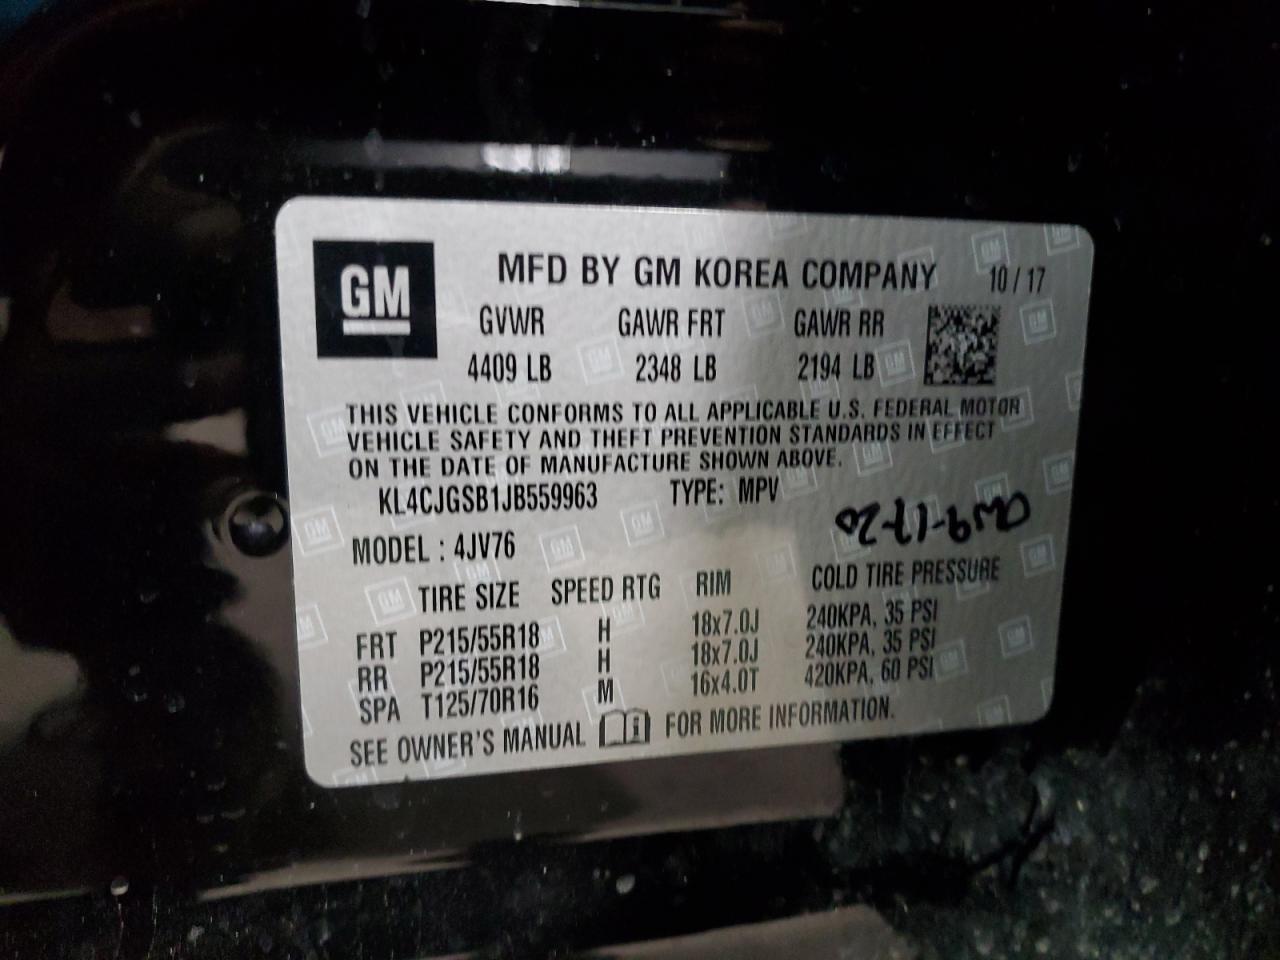 GM
MFD BY GM KOREA COMPANY 10/17
GVWR GAWR FRT GAWR RR
4409 LB 2348 LB 2194 LB
THIS VEHICLE CONFORMS TO ALL APPLICABLE U.S. FEDERAL MOTOR
VEHICLE SAFETY AND THEFT PREVENTION STANDARDS IN EFFECT
ON THE DATE OF MANUFACTURE SHOWN ABOVE.
KL4CJGSB1JB559963 TYPE: MPV
MODEL : 4JV76
9-17-20
TIRE SIZE SPEED RTG RIM COLD TIRE PRESSURE
FRT P215/55R18 H 18x7.0J 240KPA, 35 PSI
RR P215/55R18 H 18x7.0J 240KPA, 35 PSI
SPA T125/70R16 M 16x4.0T 420KPA, 60 PSI
SEE OWNER'S MANUAL FOR MORE INFORMATION.